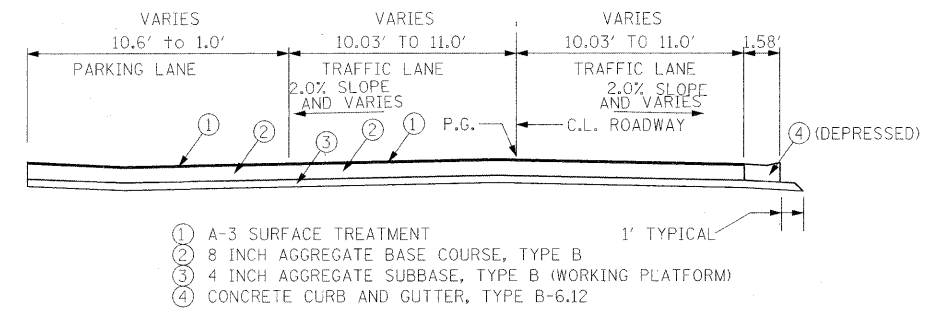 VARIES VARIES VARIES
10.6' to 1.0' 10.03' TO 11.0' 10.03' TO 11.0' 1.58'
PARKING LANE TRAFFIC LANE TRAFFIC LANE
2.0% SLOPE 2.0% SLOPE
AND VARIES AND VARIES
1 2 3 2 1 P.G. C.L. ROADWAY 4 (DEPRESSED)
1 A-3 SURFACE TREATMENT 1' TYPICAL
2 8 INCH AGGREGATE BASE COURSE, TYPE B
3 4 INCH AGGREGATE SUBBASE, TYPE B (WORKING PLATFORM)
4 CONCRETE CURB AND GUTTER, TYPE B-6.12